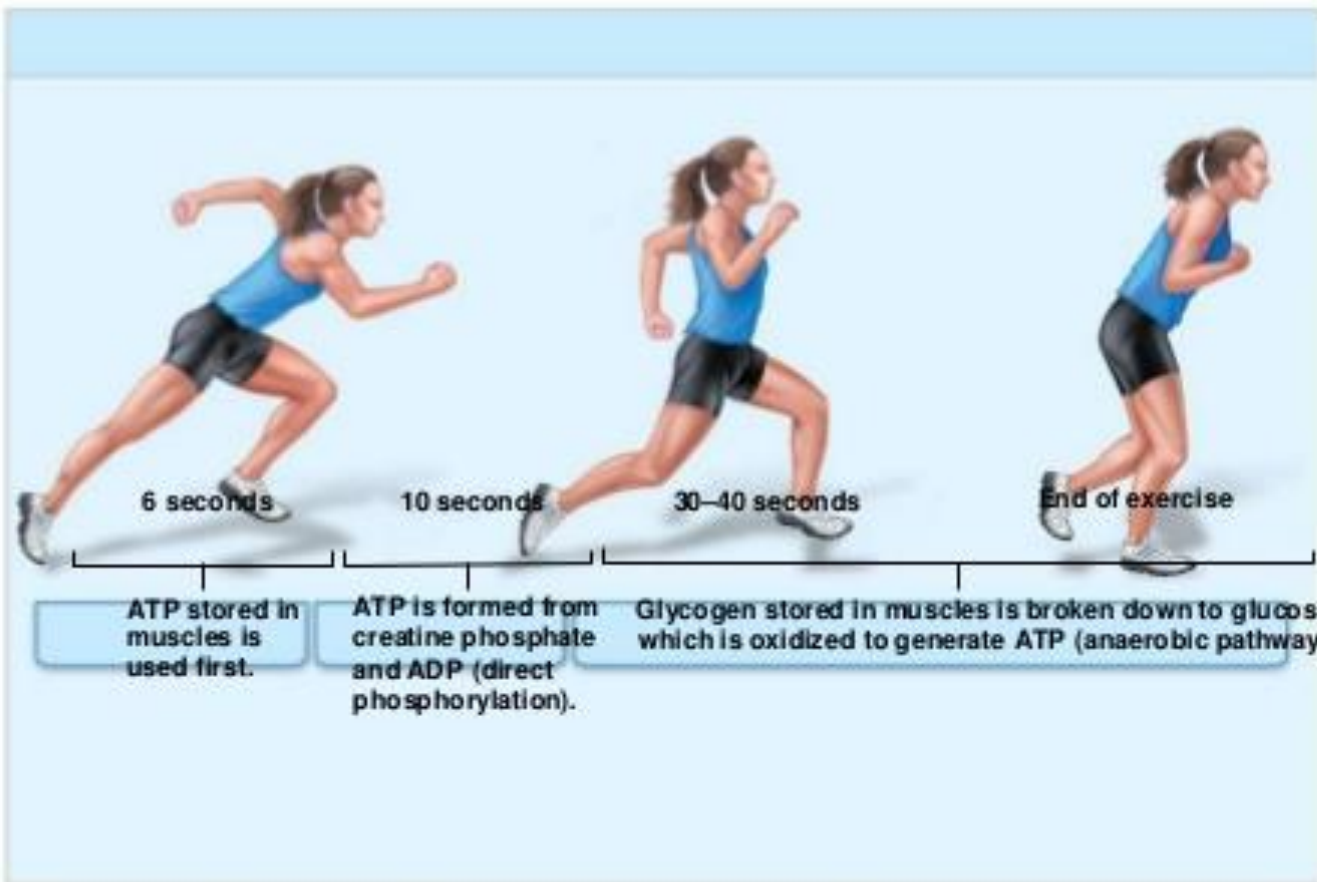 6 seconds
10 seconds
30–40 seconds
End of exercise
ATP stored in
muscles is
used first.
ATP is formed from
creatine phosphate
and ADP (direct
phosphorylation).
Glycogen stored in muscles is broken down to glucos
which is oxidized to generate ATP (anaerobic pathway